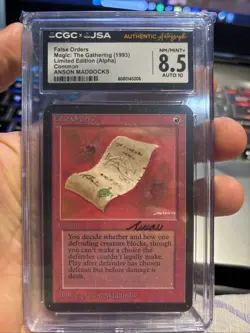 CGC × JSA
AUTHENTIC Autograph
False Orders
Magic: The Gathering (1993)
Limited Edition (Alpha)
Common
ANSON MADDOCKS
NM/MINT+
8.5
AUTO 10
False Orders
You decide whether and how one
defending creature blocks, though
you can't make a choice the
defender couldn't legally make.
Play after defender has chosen
defense but before damage is
dealt.